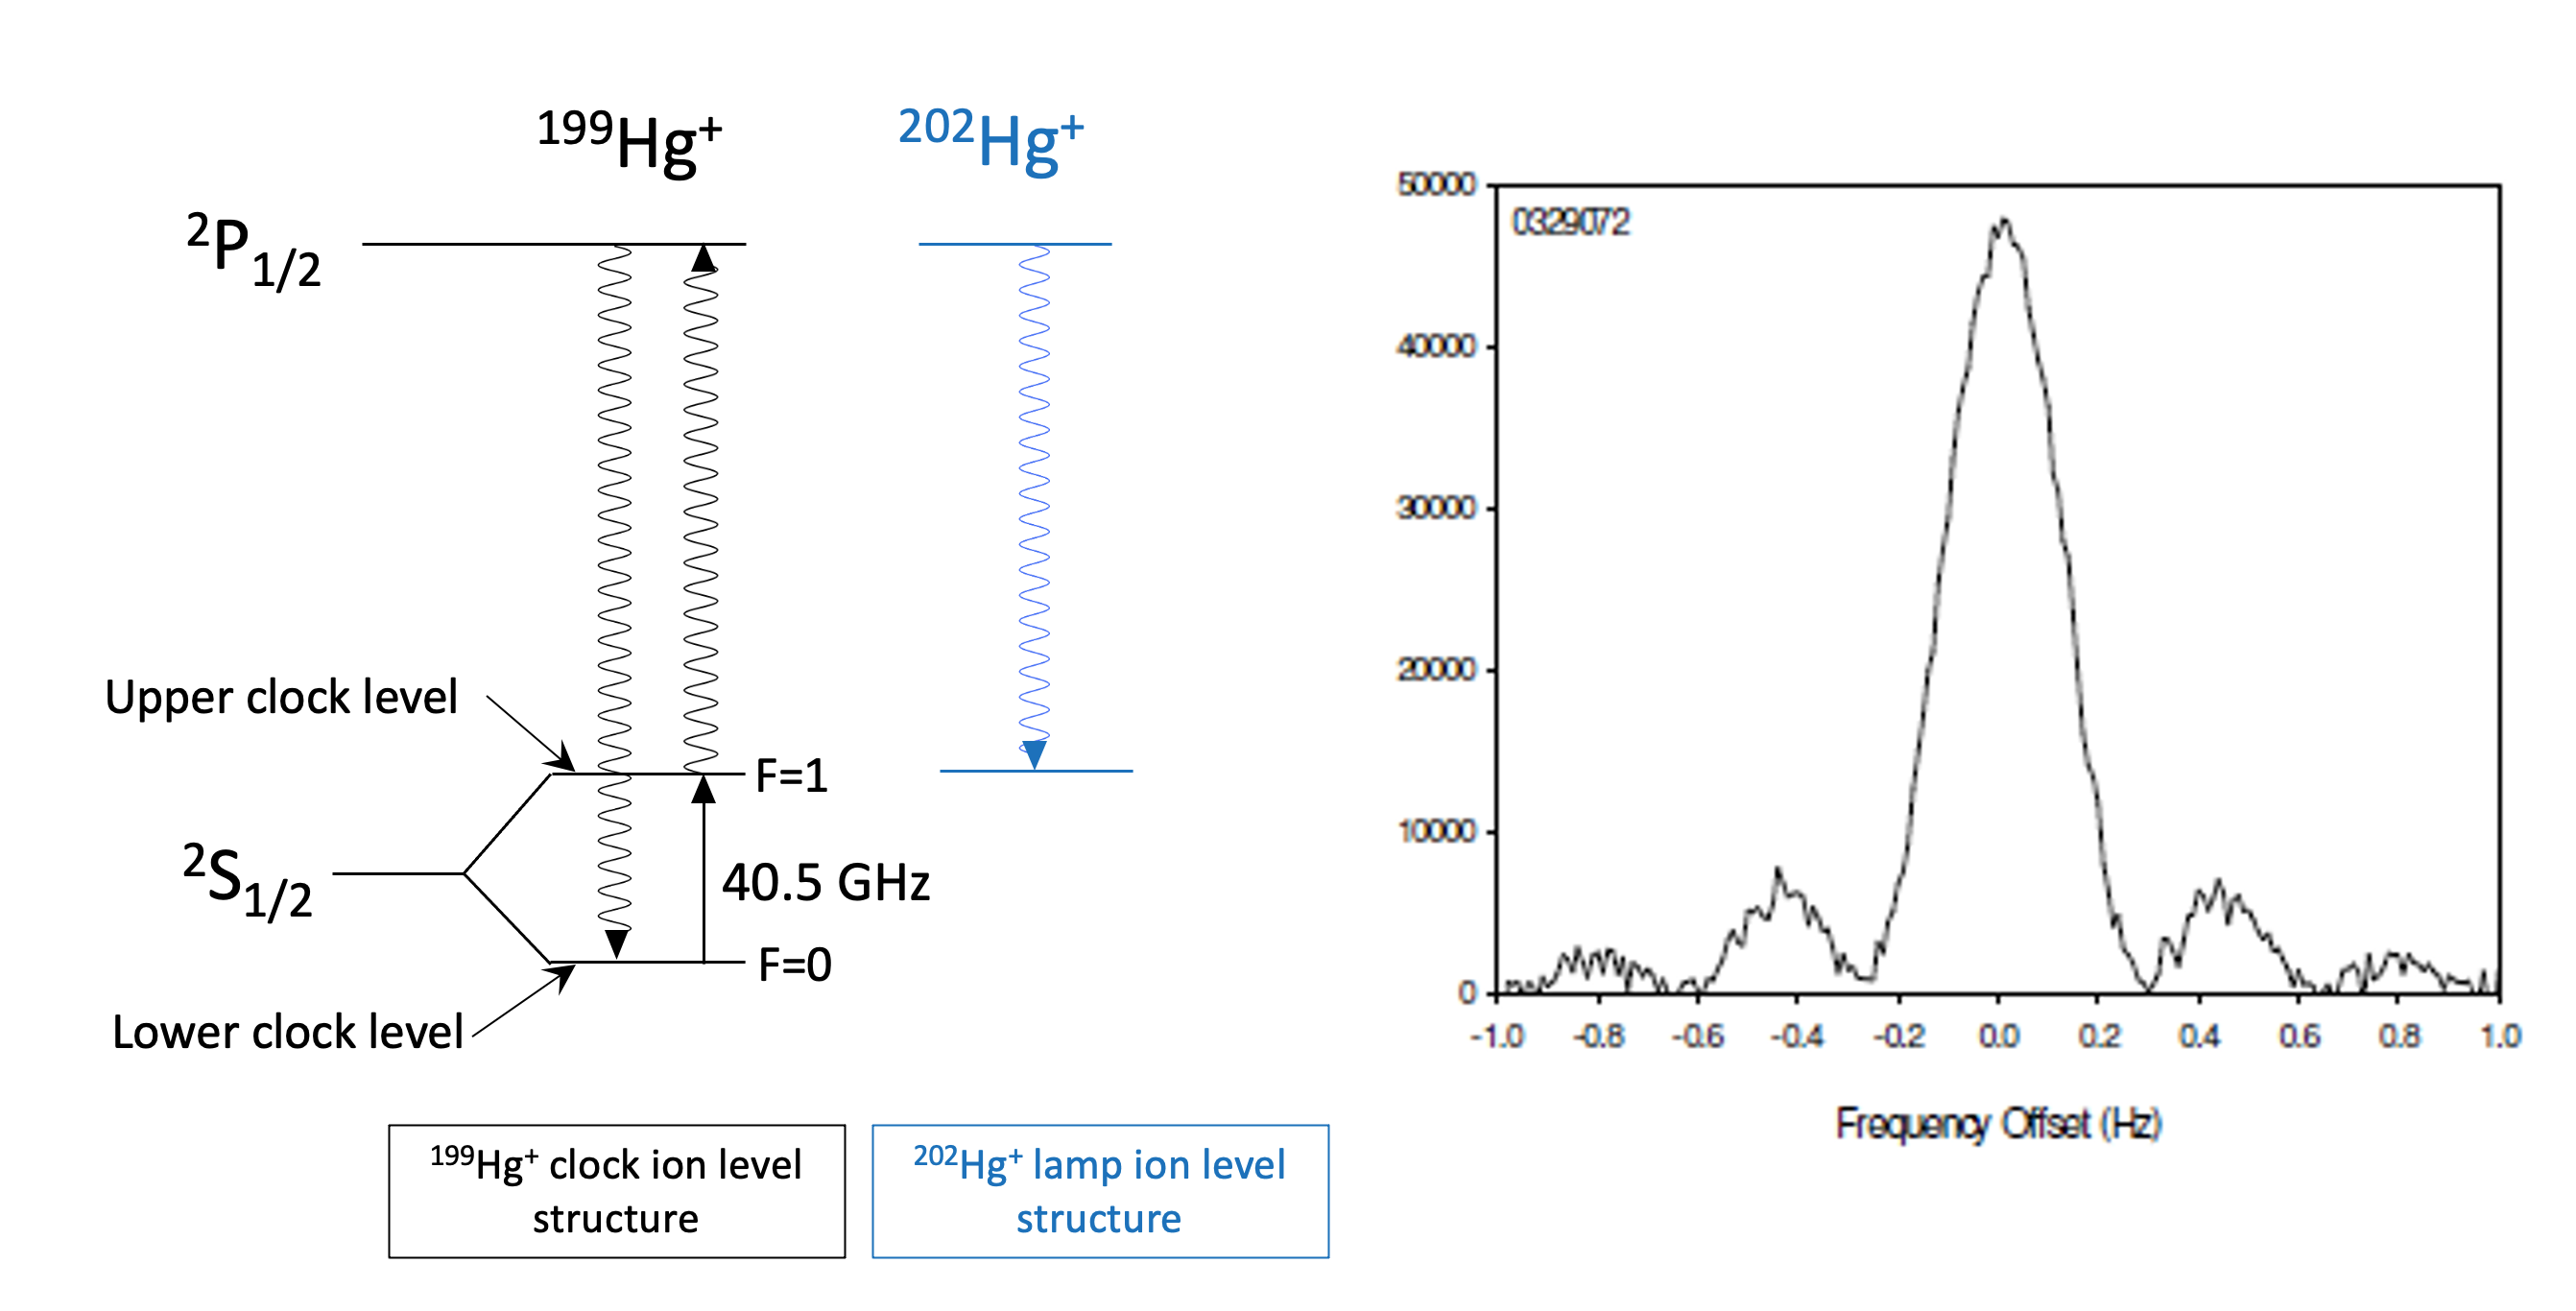 ¹⁹⁹Hg⁺
²⁰²Hg⁺
²P₁/₂
Upper clock level
F=1
²S₁/₂
40.5 GHz
F=0
Lower clock level
¹⁹⁹Hg⁺ clock ion level
structure
²⁰²Hg⁺ lamp ion level
structure
50000
0329072
40000
30000
20000
10000
0
-1.0 -0.8 -0.6 -0.4 -0.2 0.0 0.2 0.4 0.6 0.8 1.0
Frequency Offset (Hz)